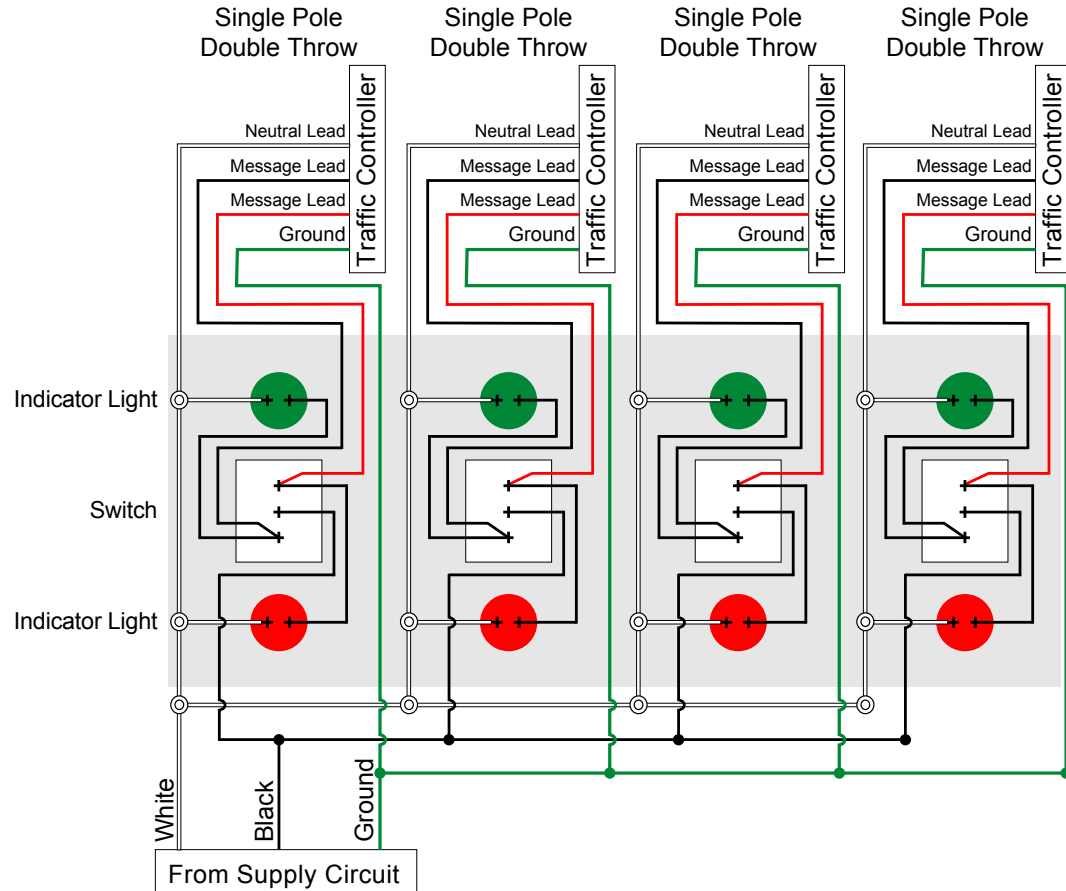 Single Pole
Double Throw
Single Pole
Double Throw
Single Pole
Double Throw
Single Pole
Double Throw
Neutral Lead
Message Lead
Message Lead
Ground
Traffic Controller
Neutral Lead
Message Lead
Message Lead
Ground
Traffic Controller
Neutral Lead
Message Lead
Message Lead
Ground
Traffic Controller
Neutral Lead
Message Lead
Message Lead
Ground
Traffic Controller
Indicator Light
Switch
Indicator Light
White
Black
Ground
From Supply Circuit